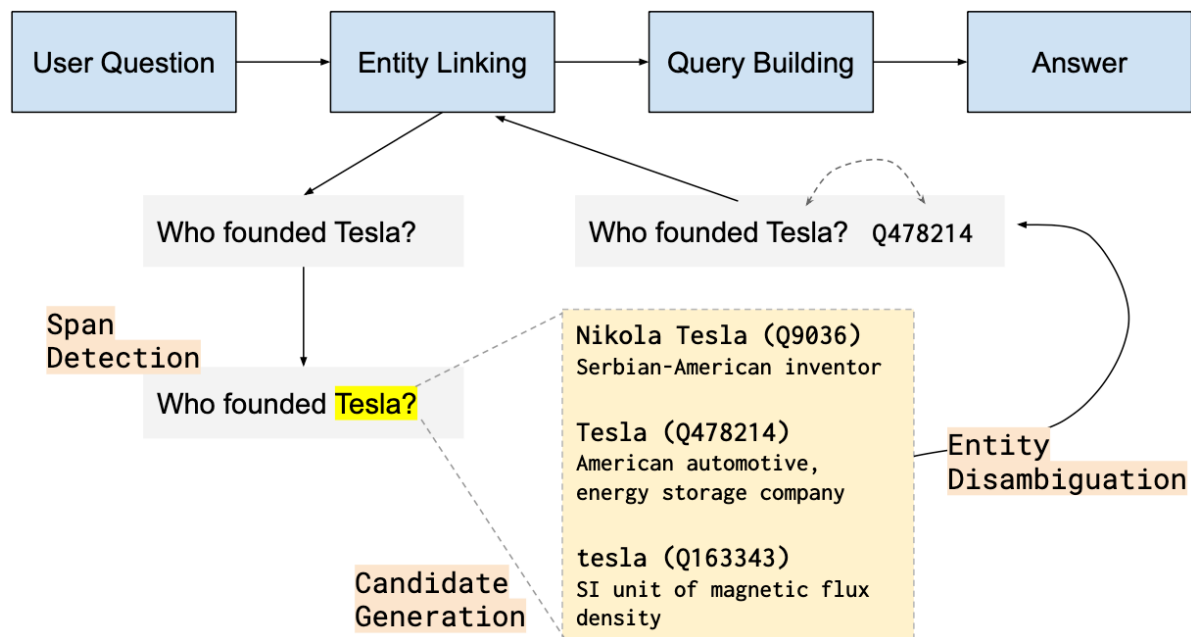 User Question
Entity Linking
Query Building
Answer
Who founded Tesla?
Who founded Tesla? Q478214
Span
Detection
Who founded Tesla?
Nikola Tesla (Q9036)
Serbian-American inventor
Tesla (Q478214)
American automotive,
energy storage company
tesla (Q163343)
SI unit of magnetic flux
density
Entity
Disambiguation
Candidate
Generation